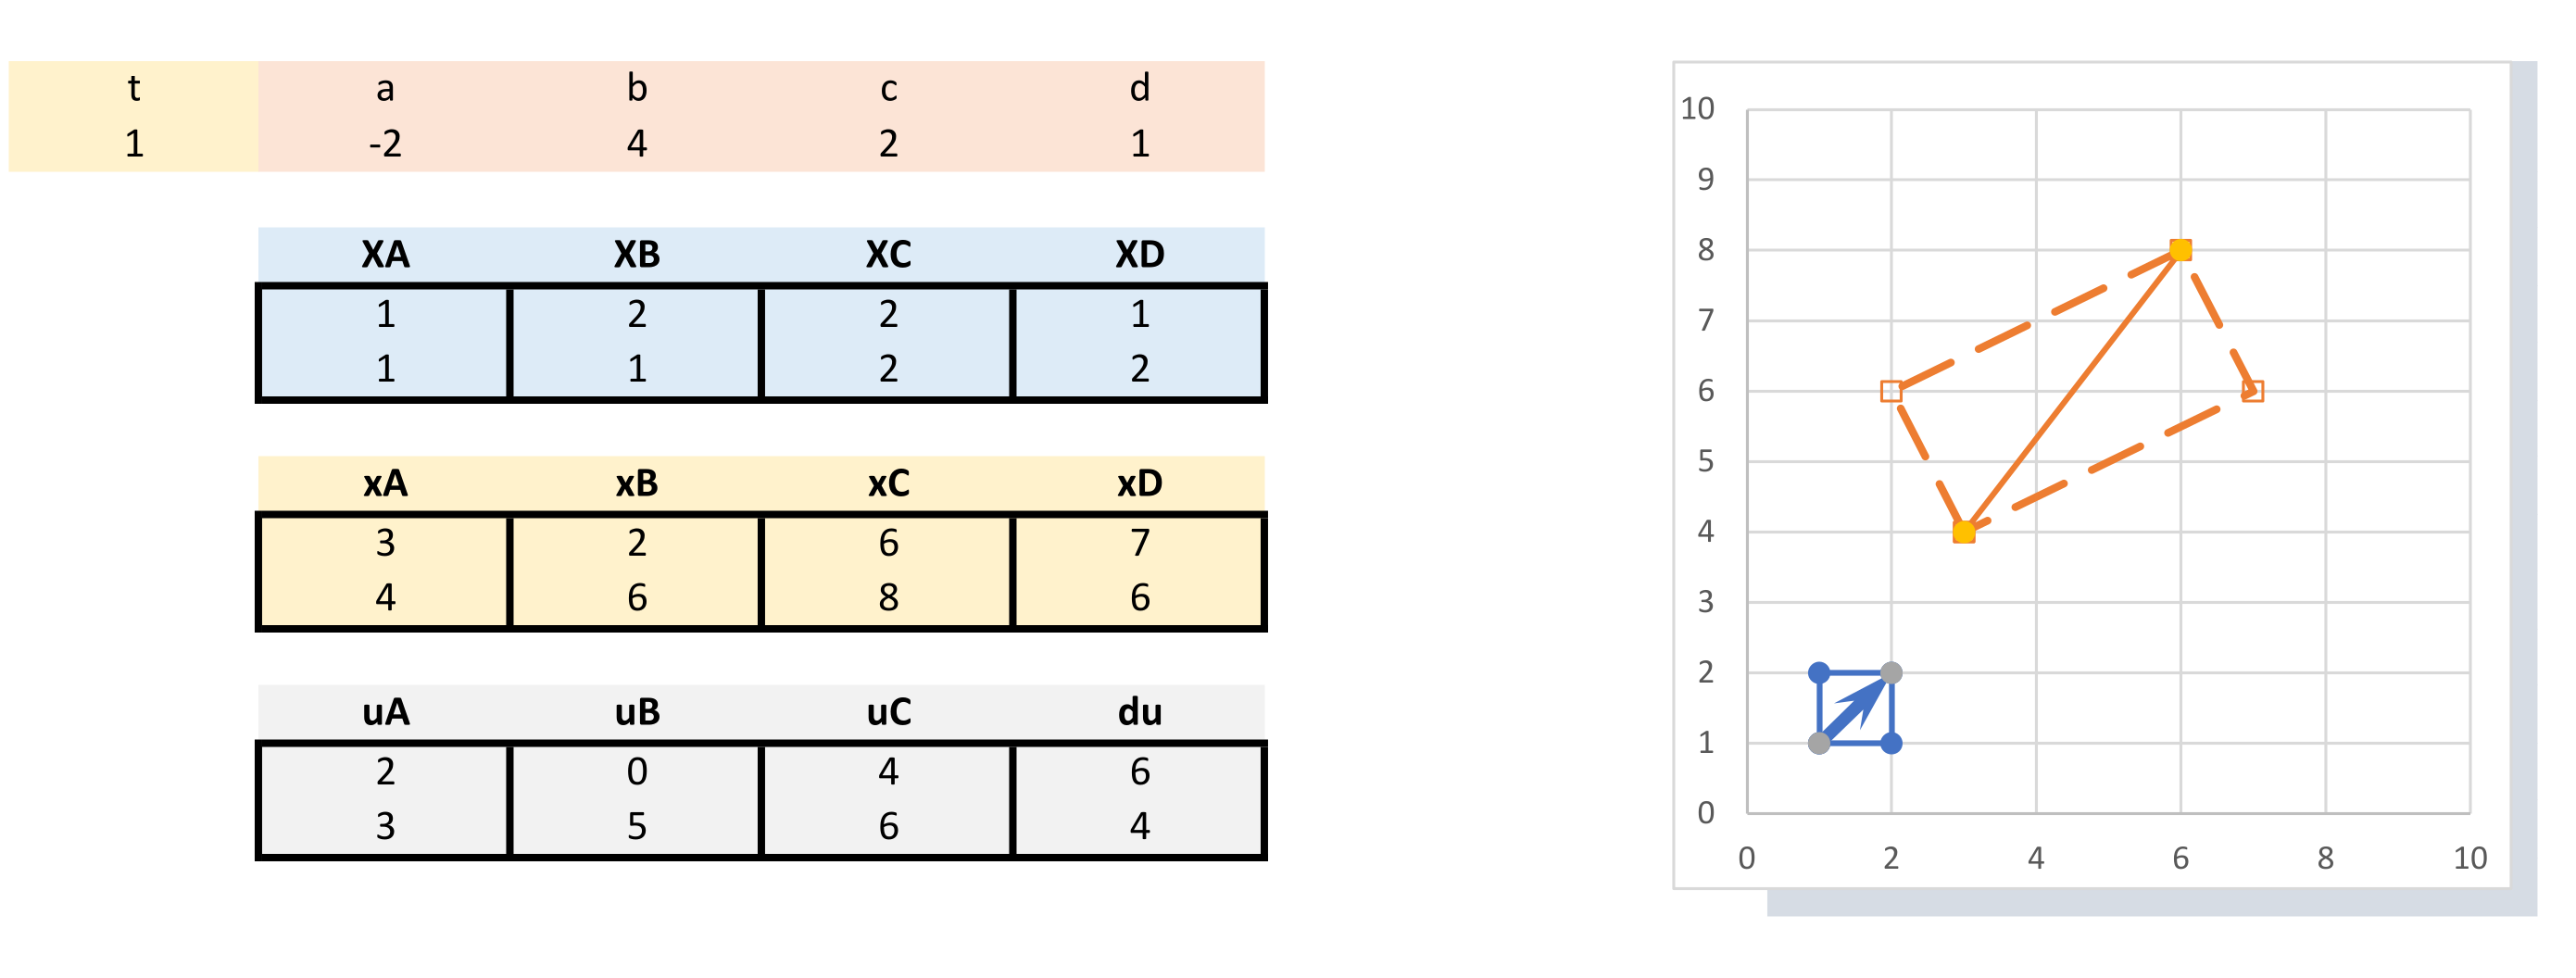 t a b c d
1 -2 4 2 1
XA XB XC XD
1 2 2 1
1 1 2 2
xA xB xC xD
3 2 6 7
4 6 8 6
uA uB uC du
2 0 4 6
3 5 6 4
10
9
8
7
6
5
4
3
2
1
0
0 2 4 6 8 10